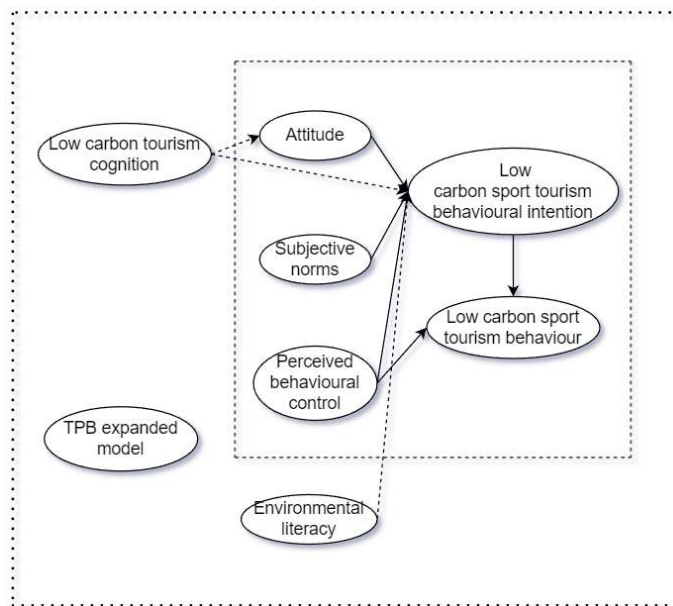 Low carbon tourism
cognition
Attitude
Low
carbon sport tourism
behavioural intention
Subjective
norms
Low carbon sport
tourism behaviour
Perceived
behavioural
control
TPB expanded
model
Environmental
literacy